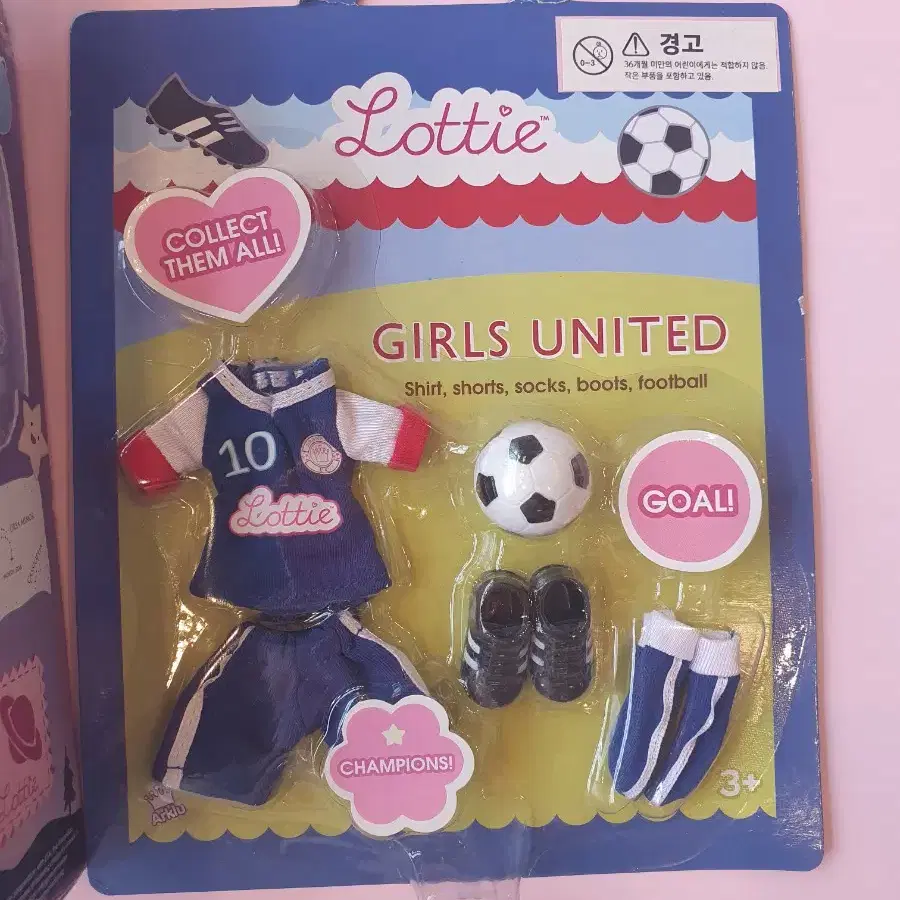 0-3
경고
36개월 미만의 어린이에게는 적합하지 않음.
작은 부품을 포함하고 있음.
Lottie™
COLLECT
THEM ALL!
GIRLS UNITED
Shirt, shorts, socks, boots, football
10
Lottie
GOAL!
CHAMPIONS!
3+
Arklu
Lottie